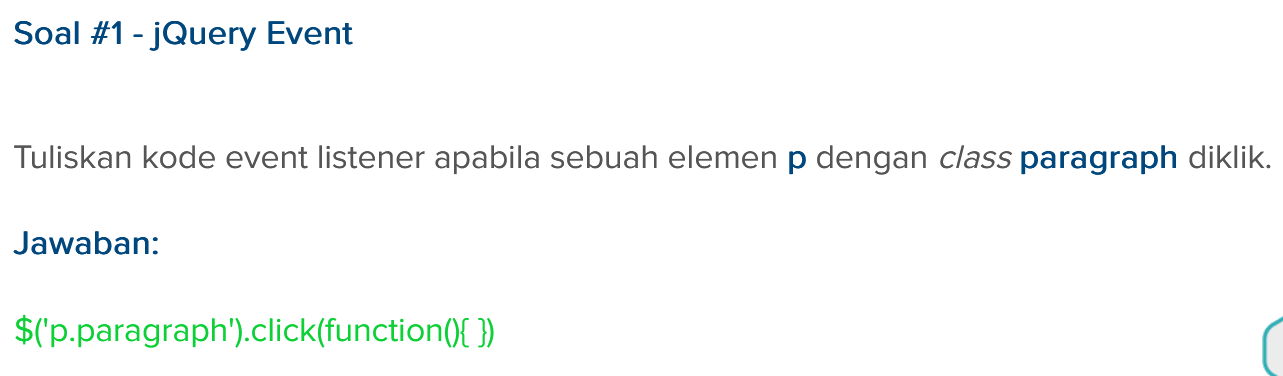 Soal #1 - jQuery Event
Tuliskan kode event listener apabila sebuah elemen p dengan class paragraph diklik.
Jawaban:
$('p.paragraph').click(function(){ })